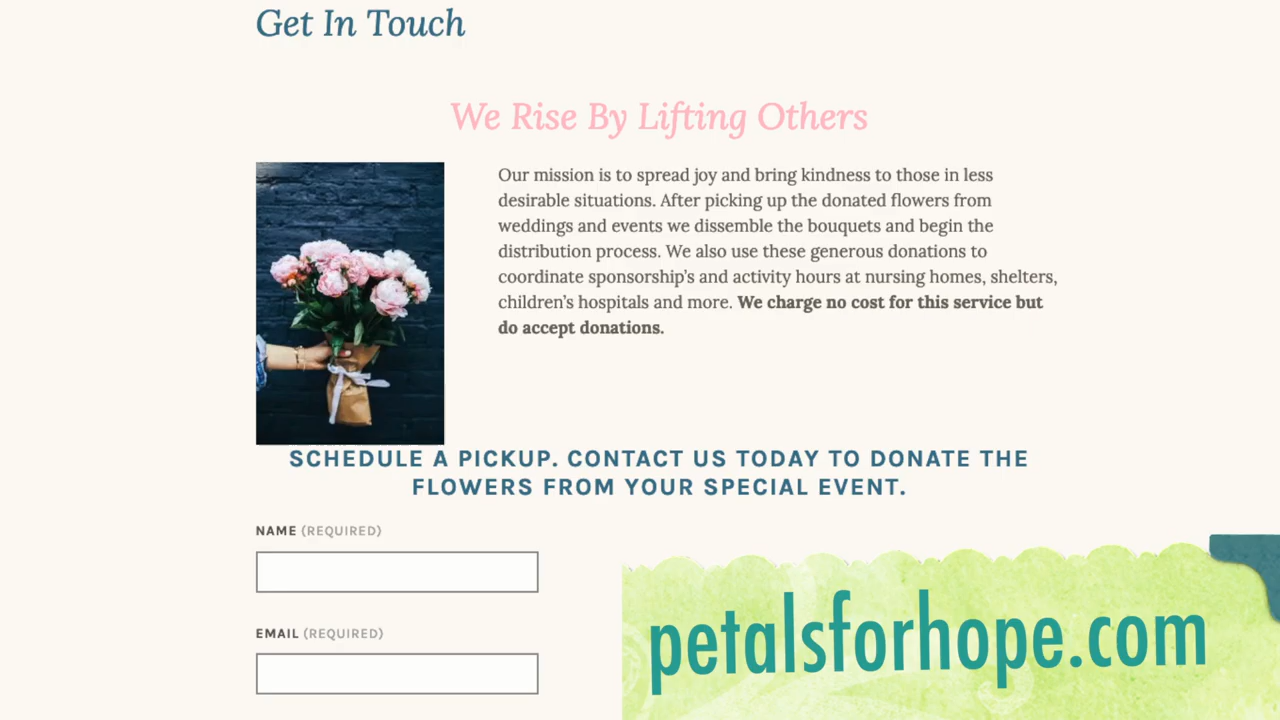 Get In Touch
We Rise By Lifting Others
Our mission is to spread joy and bring kindness to those in less
desirable situations. After picking up the donated flowers from
weddings and events we dissemble the bouquets and begin the
distribution process. We also use these generous donations to
coordinate sponsorship's and activity hours at nursing homes, shelters,
children's hospitals and more. We charge no cost for this service but
do accept donations.
SCHEDULE A PICKUP. CONTACT US TODAY TO DONATE THE
FLOWERS FROM YOUR SPECIAL EVENT.
NAME (REQUIRED)
EMAIL (REQUIRED)
petalsforhope.com